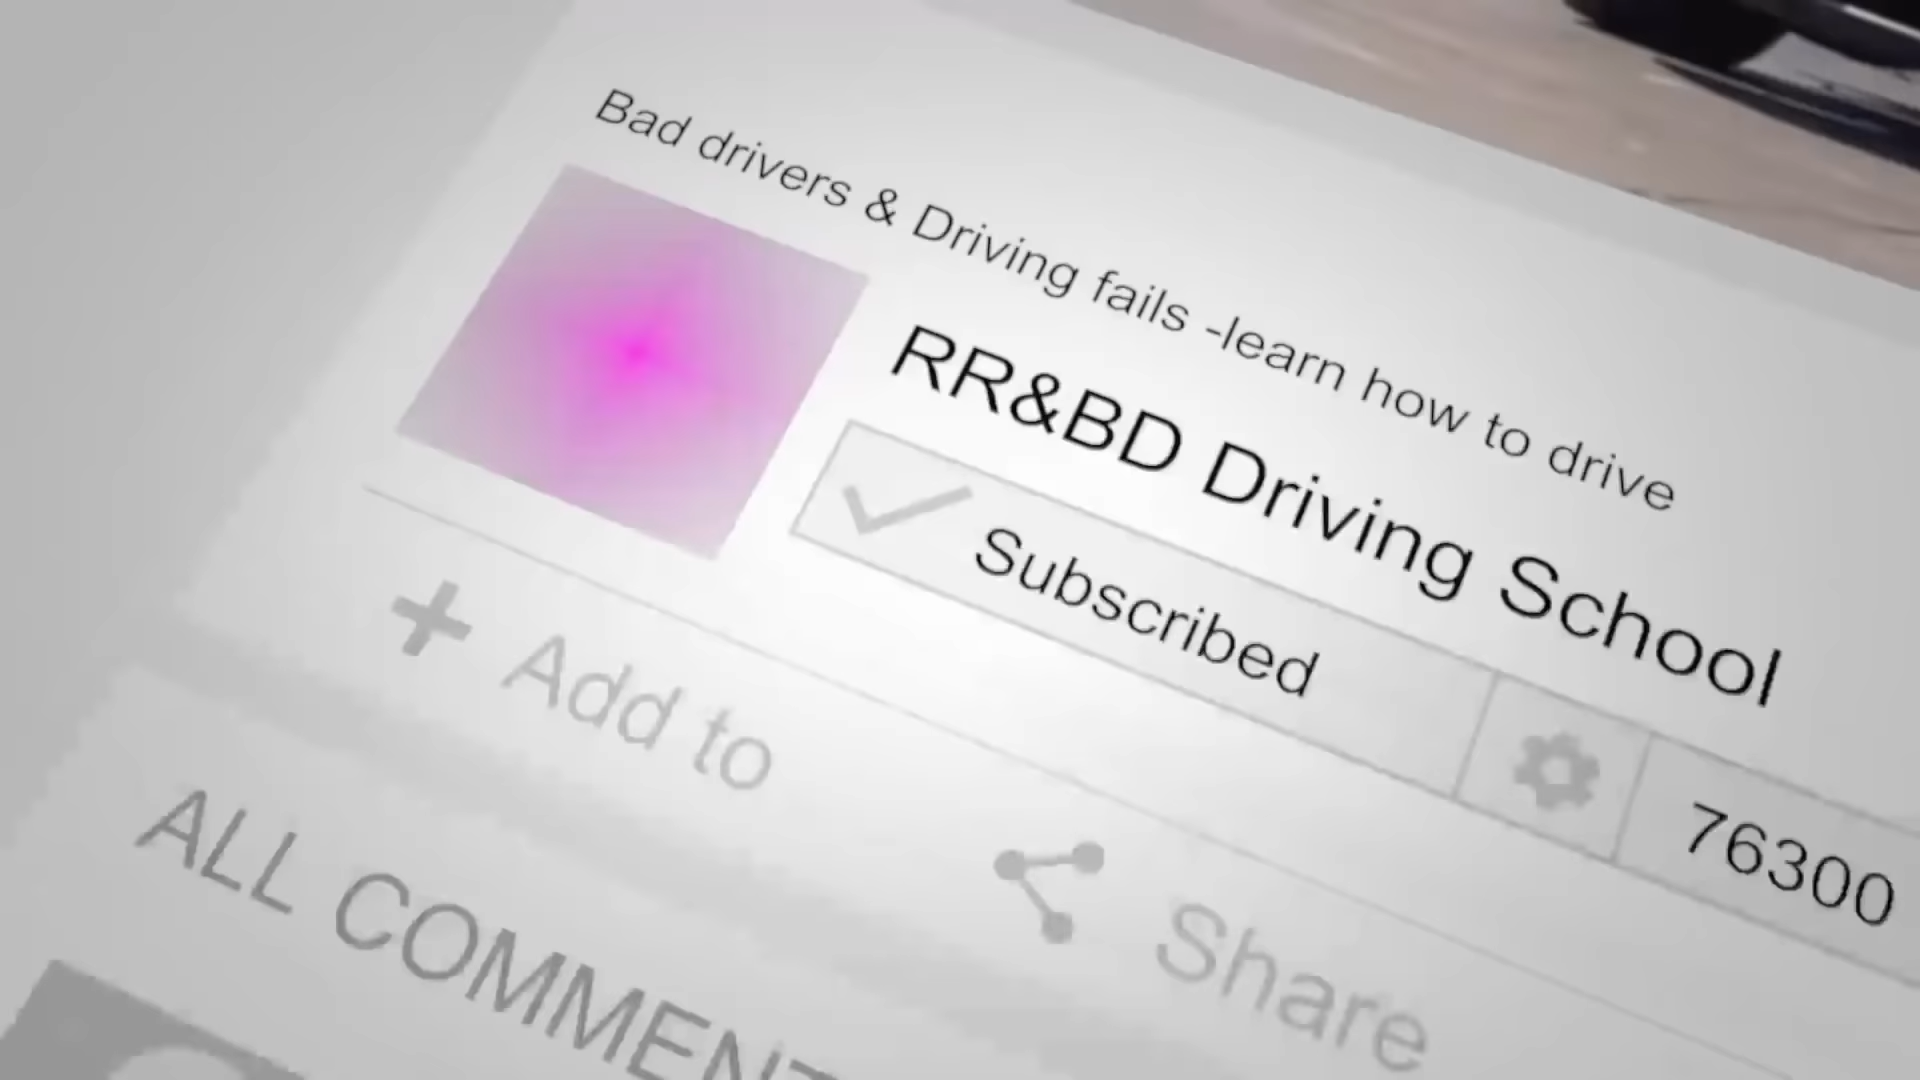 Bad drivers & Driving fails -learn how to drive
RR&BD Driving School
Subscribed
76300
Add to
Share
ALL COMMENT